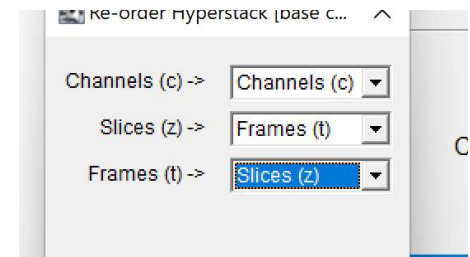 Re-order Hyperstack [base c...
Channels (c) -> Channels (c)
Slices (z) -> Frames (t)
Frames (t) -> Slices (z)